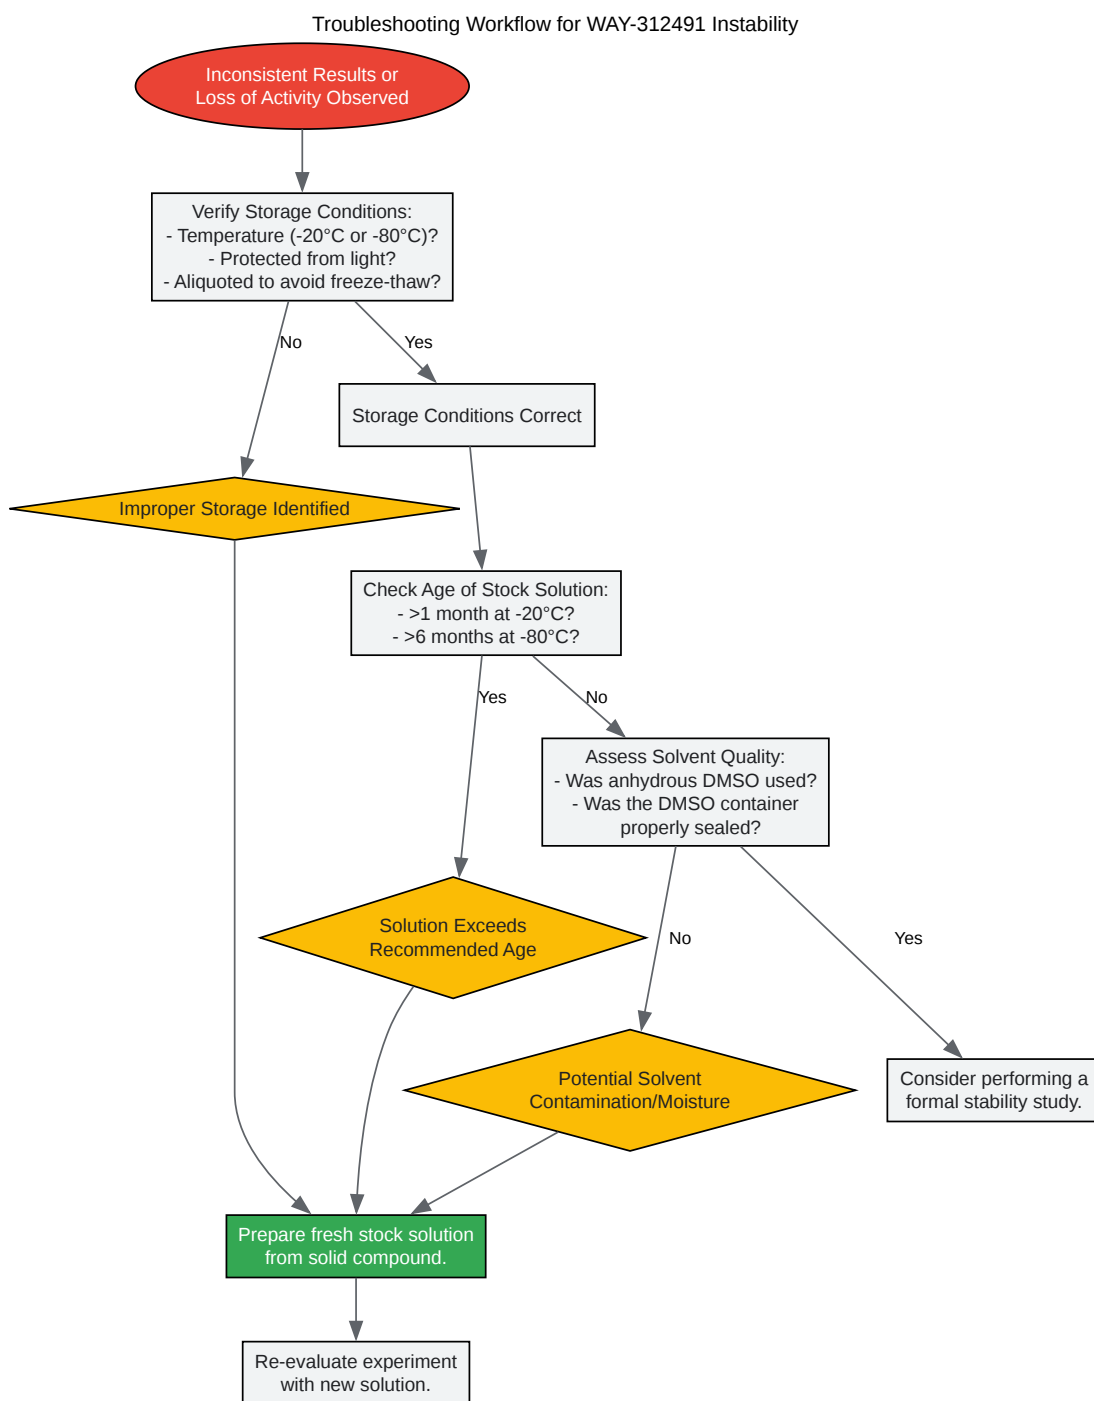 Troubleshooting Workflow for WAY-312491 Instability
Inconsistent Results or
Loss of Activity Observed
Verify Storage Conditions:
- Temperature (-20°C or -80°C)?
- Protected from light?
- Aliquoted to avoid freeze-thaw?
No
Yes
Storage Conditions Correct
Improper Storage Identified
Check Age of Stock Solution:
- >1 month at -20°C?
- >6 months at -80°C?
Yes
No
Assess Solvent Quality:
- Was anhydrous DMSO used?
- Was the DMSO container
properly sealed?
Solution Exceeds
Recommended Age
No
Yes
Potential Solvent
Contamination/Moisture
Consider performing a
formal stability study.
Prepare fresh stock solution
from solid compound.
Re-evaluate experiment
with new solution.